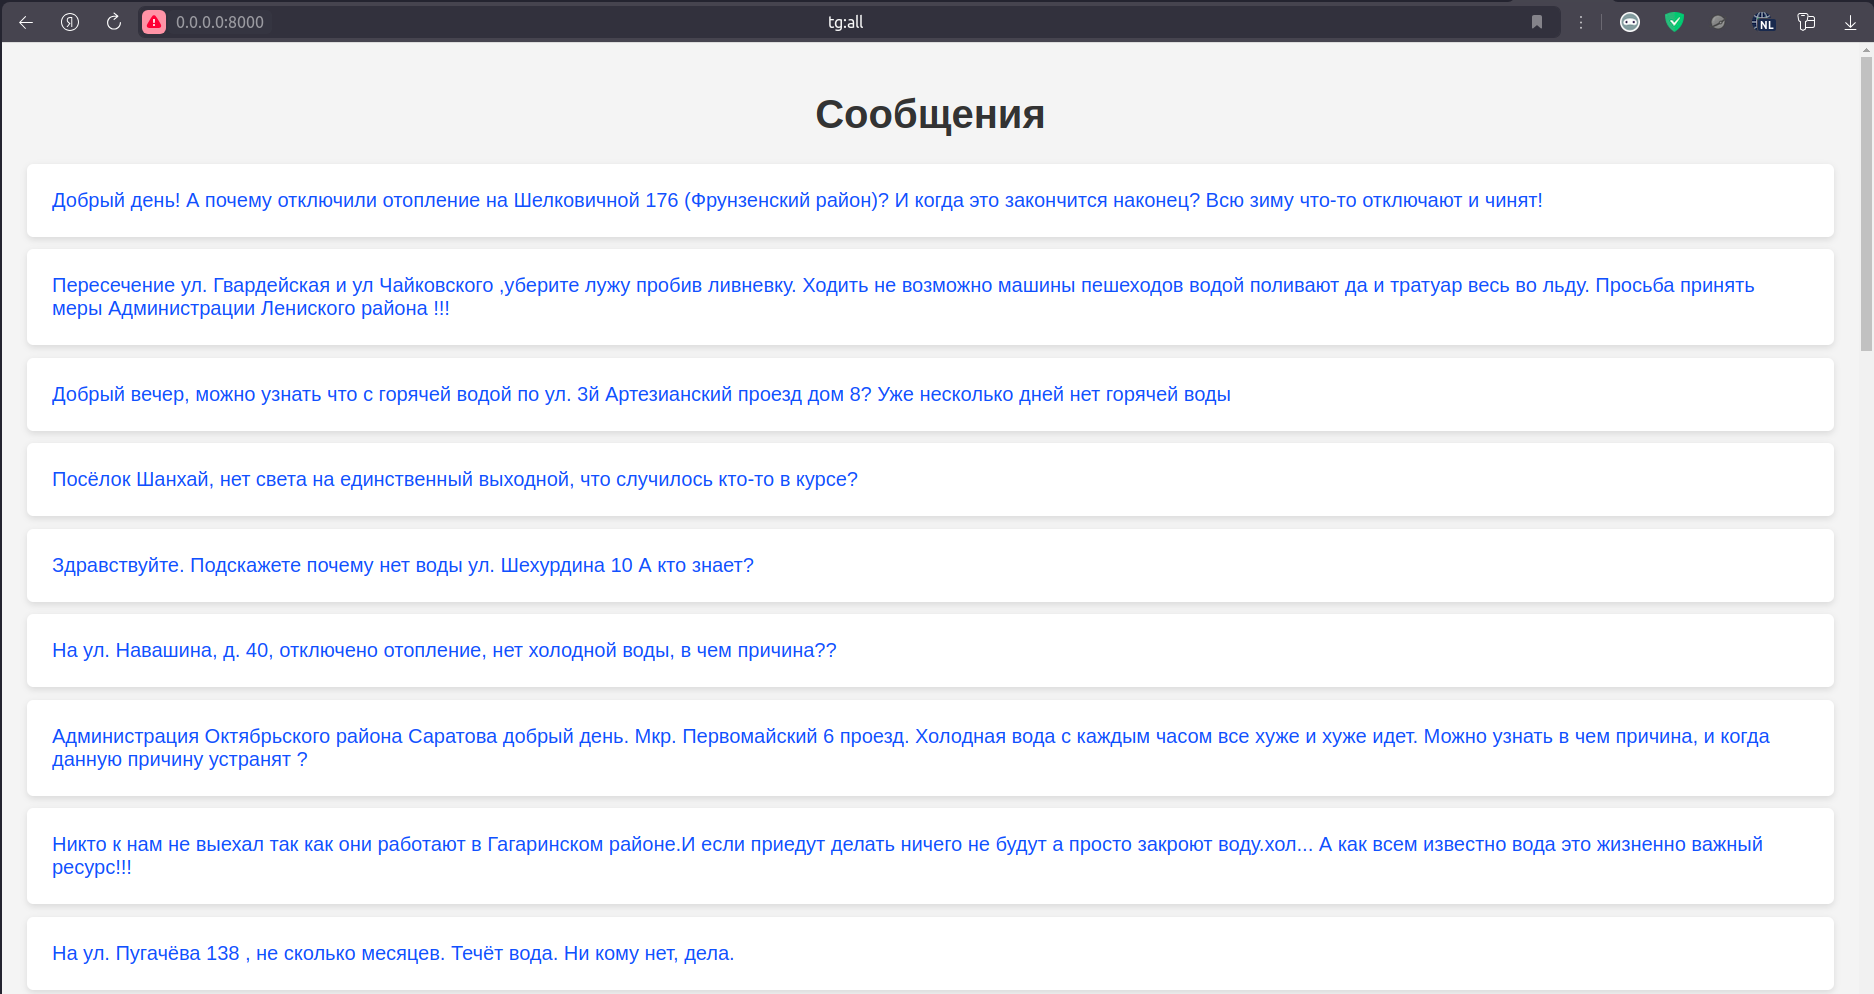 0.0.0.0:8000
tg:all
NL
Сообщения
Добрый день! А почему отключили отопление на Шелковичной 176 (Фрунзенский район)? И когда это закончится наконец? Всю зиму что-то отключают и чинят!
Пересечение ул. Гвардейская и ул Чайковского ,уберите лужу пробив ливневку. Ходить не возможно машины пешеходов водой поливают да и тратуар весь во льду. Просьба принять
меры Администрации Лениского района !!!
Добрый вечер, можно узнать что с горячей водой по ул. 3й Артезианский проезд дом 8? Уже несколько дней нет горячей воды
Посёлок Шанхай, нет света на единственный выходной, что случилось кто-то в курсе?
Здравствуйте. Подскажете почему нет воды ул. Шехурдина 10 А кто знает?
На ул. Навашина, д. 40, отключено отопление, нет холодной воды, в чем причина??
Администрация Октябрьского района Саратова добрый день. Мкр. Первомайский 6 проезд. Холодная вода с каждым часом все хуже и хуже идет. Можно узнать в чем причина, и когда
данную причину устранят ?
Никто к нам не выехал так как они работают в Гагаринском районе.И если приедут делать ничего не будут а просто закроют воду.хол... А как всем известно вода это жизненно важный
ресурс!!!
На ул. Пугачёва 138 , не сколько месяцев. Течёт вода. Ни кому нет, дела.